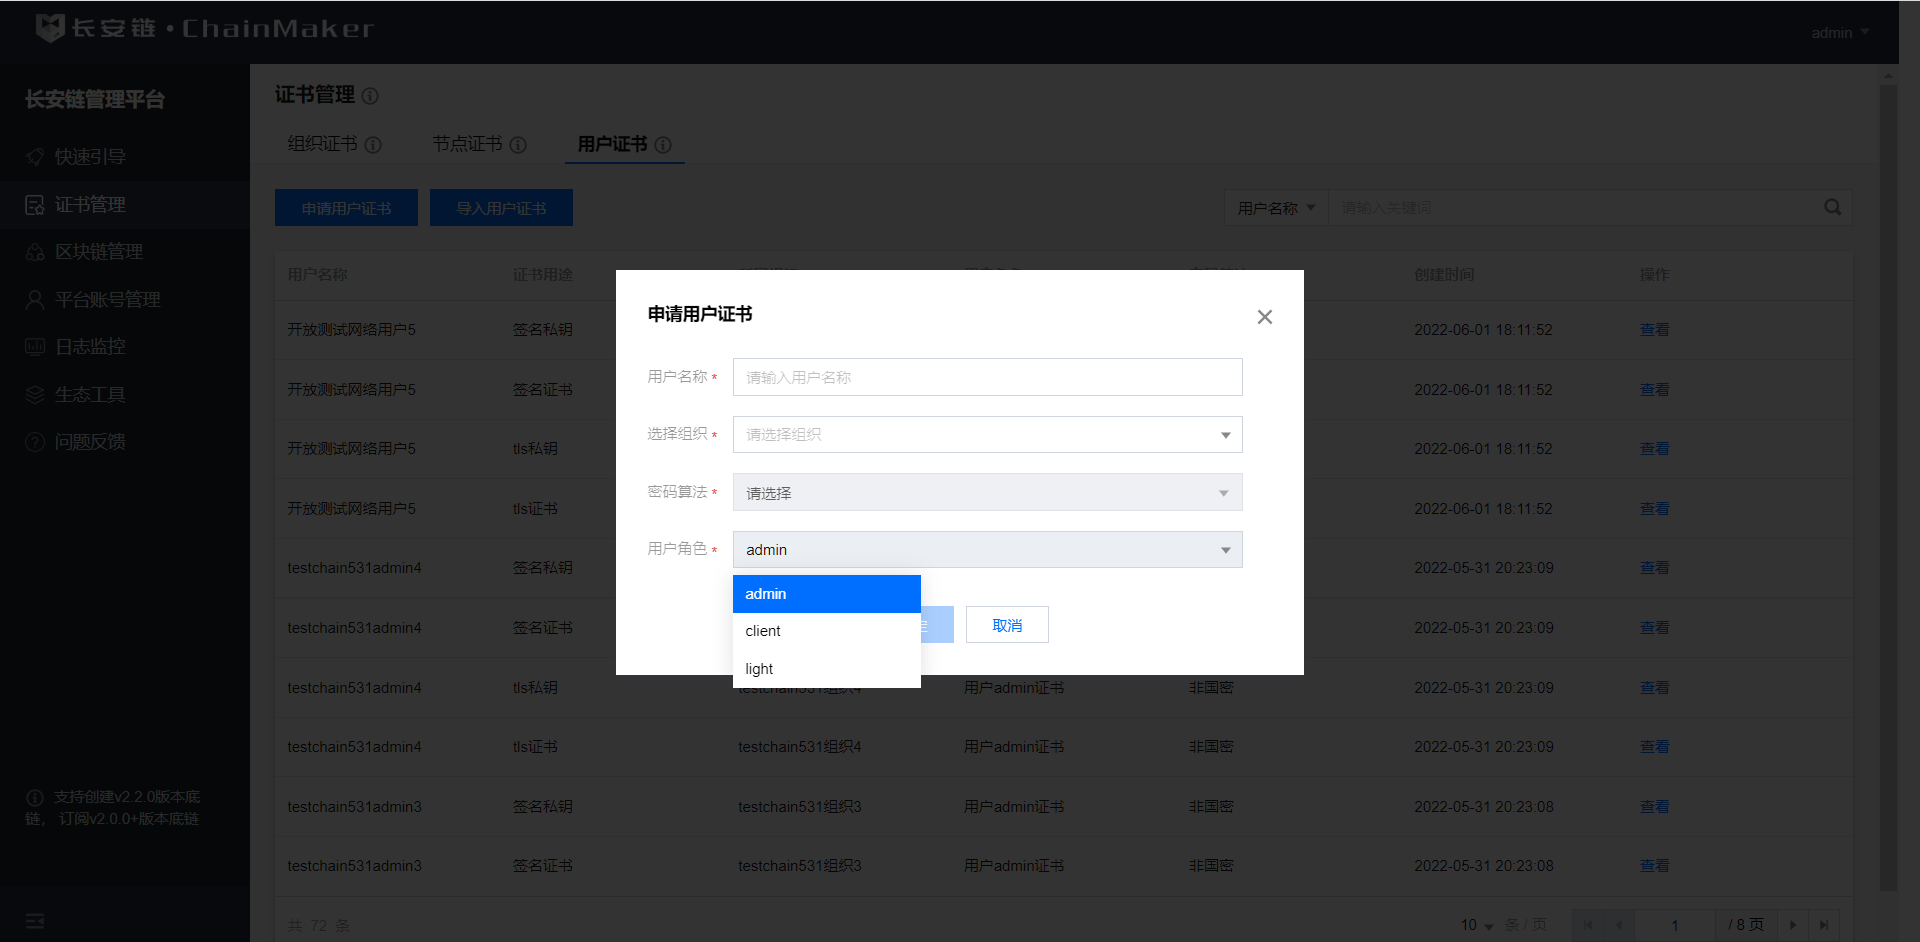 长安链·ChainMaker
admin
长安链管理平台
快速引导
证书管理
区块链管理
平台账号管理
日志监控
生态工具
问题反馈
支持创建v2.2.0版本底
链， 订阅v2.0.0+版本底链
证书管理
组织证书 节点证书 用户证书
申请用户证书 导入用户证书 用户名称 请输入关键词
用户名称 证书用途 创建时间 操作
开放测试网络用户5 签名私钥 2022-06-01 18:11:52 查看
开放测试网络用户5 签名证书 2022-06-01 18:11:52 查看
开放测试网络用户5 tls私钥 2022-06-01 18:11:52 查看
开放测试网络用户5 tls证书 2022-06-01 18:11:52 查看
testchain531admin4 签名私钥 2022-05-31 20:23:09 查看
testchain531admin4 签名证书 2022-05-31 20:23:09 查看
testchain531admin4 tls私钥 testchain531组织4 用户admin证书 非国密 2022-05-31 20:23:09 查看
testchain531admin4 tls证书 testchain531组织4 用户admin证书 非国密 2022-05-31 20:23:09 查看
testchain531admin3 签名私钥 testchain531组织3 用户admin证书 非国密 2022-05-31 20:23:08 查看
testchain531admin3 签名证书 testchain531组织3 用户admin证书 非国密 2022-05-31 20:23:08 查看
共 72 条 10 条 / 页 1 / 8 页
申请用户证书
用户名称 * 请输入用户名称
选择组织 * 请选择组织
密码算法 * 请选择
用户角色 * admin
admin
client
light
取消